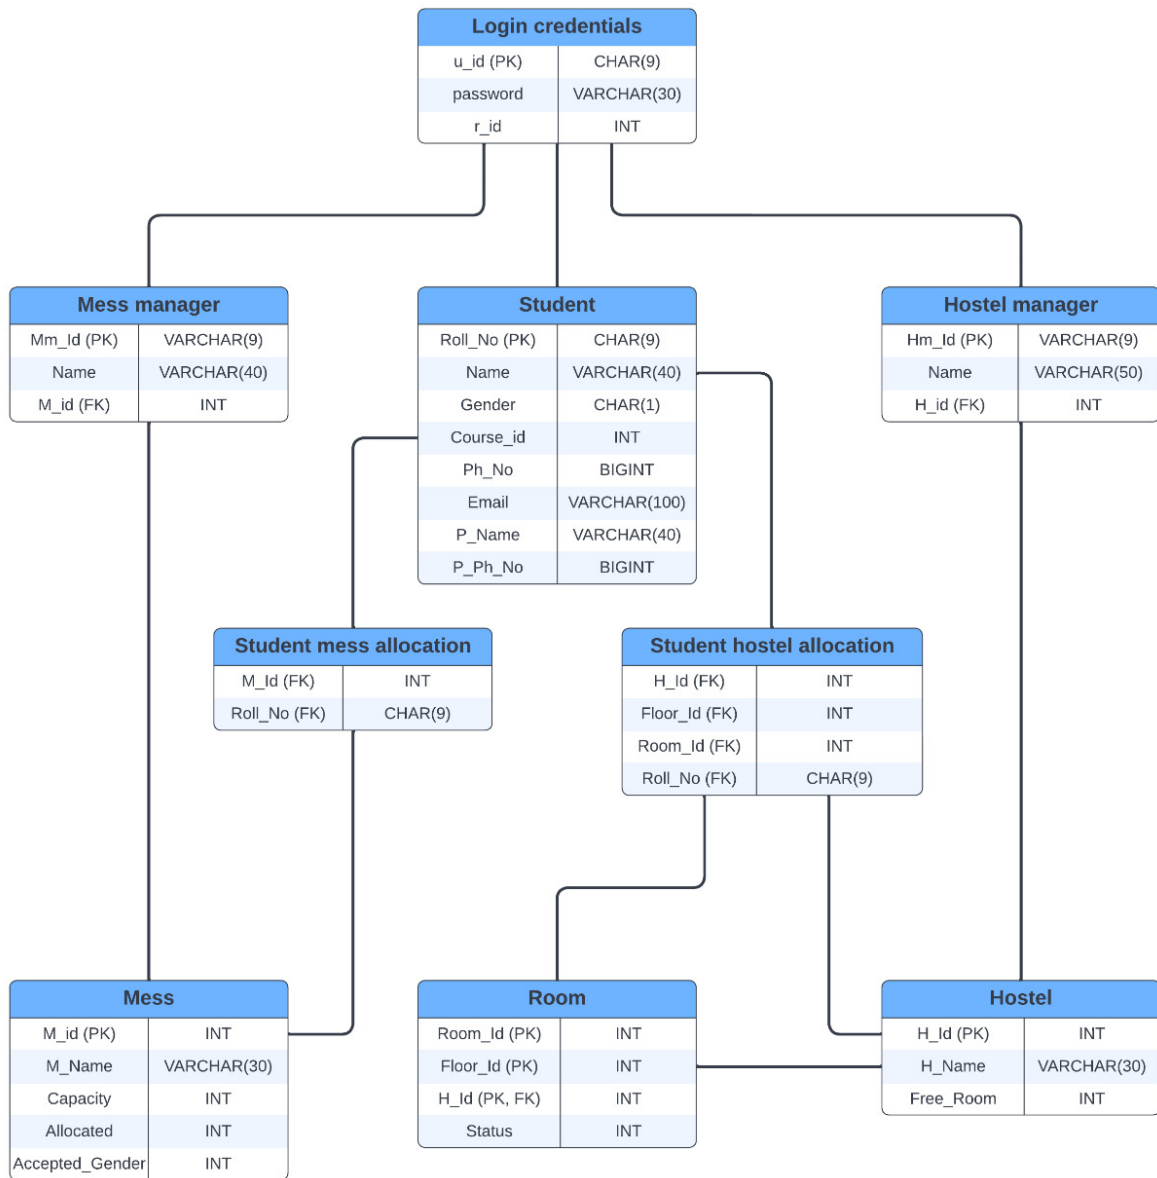 Login credentials
u_id (PK) CHAR(9)
password VARCHAR(30)
r_id INT
Mess manager
Mm_Id (PK) VARCHAR(9)
Name VARCHAR(40)
M_id (FK) INT
Student
Roll_No (PK) CHAR(9)
Name VARCHAR(40)
Gender CHAR(1)
Course_id INT
Ph_No BIGINT
Email VARCHAR(100)
P_Name VARCHAR(40)
P_Ph_No BIGINT
Hostel manager
Hm_Id (PK) VARCHAR(9)
Name VARCHAR(50)
H_id (FK) INT
Student mess allocation
M_Id (FK) INT
Roll_No (FK) CHAR(9)
Student hostel allocation
H_Id (FK) INT
Floor_Id (FK) INT
Room_Id (FK) INT
Roll_No (FK) CHAR(9)
Mess
M_id (PK) INT
M_Name VARCHAR(30)
Capacity INT
Allocated INT
Accepted_Gender INT
Room
Room_Id (PK) INT
Floor_Id (PK) INT
H_Id (PK, FK) INT
Status INT
Hostel
H_Id (PK) INT
H_Name VARCHAR(30)
Free_Room INT